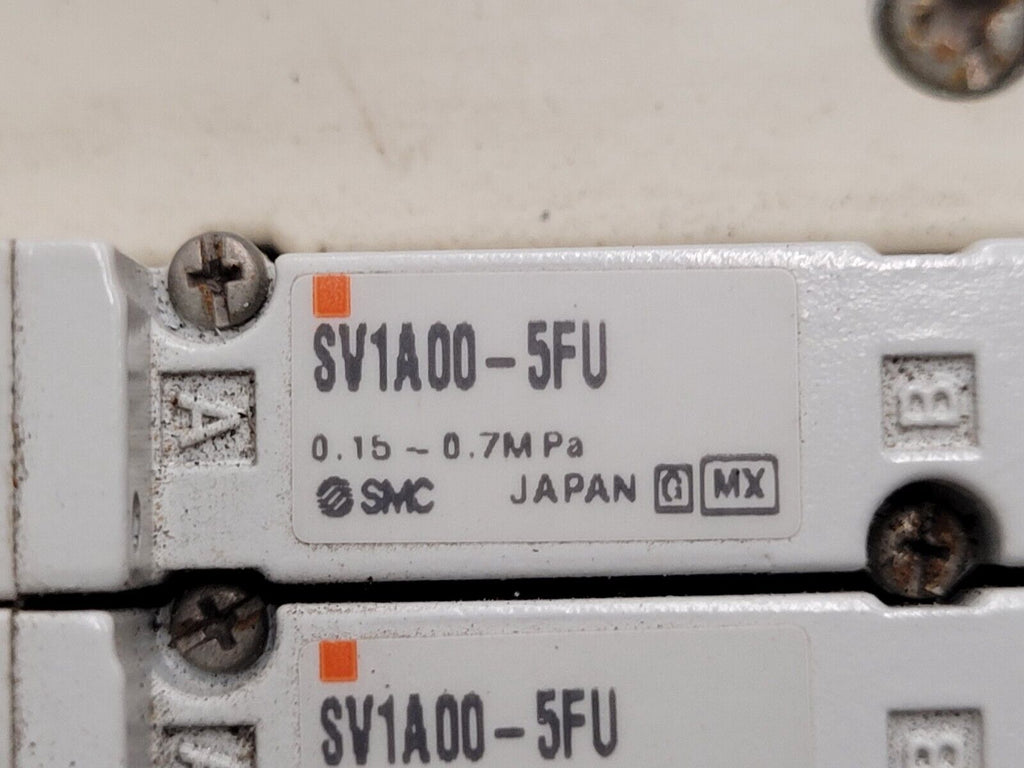 SV1A00-5FU
A
B
0.15 ~ 0.7MPa
SMC JAPAN G MX
SV1A00-5FU
A
B